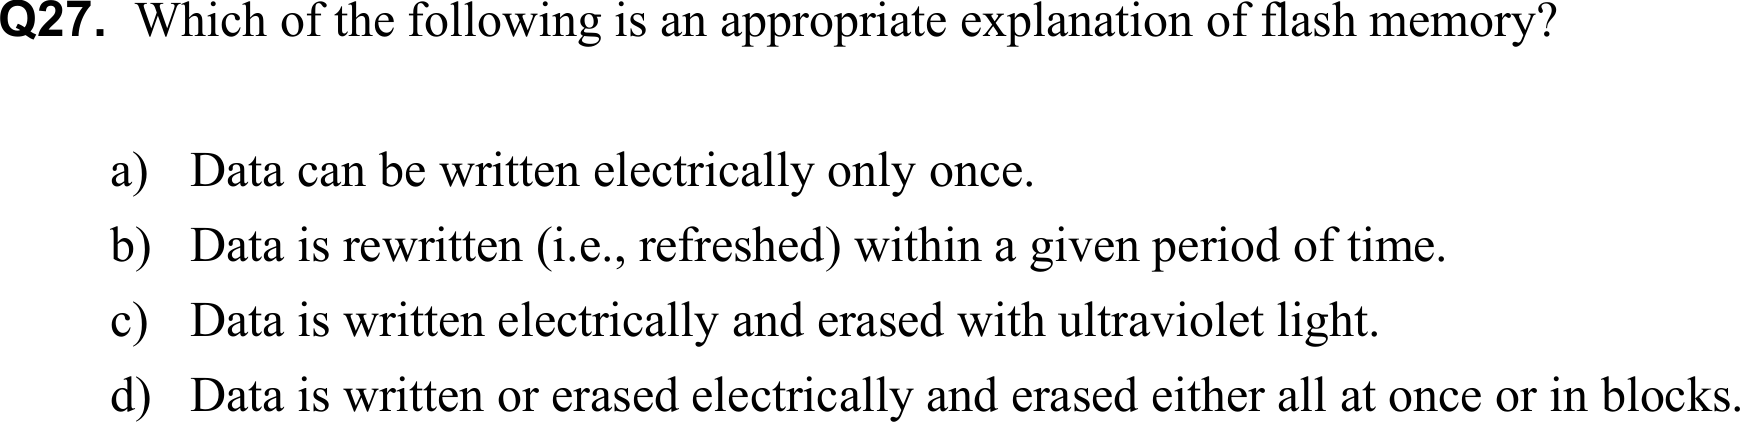 Q27. Which of the following is an appropriate explanation of flash memory?
a) Data can be written electrically only once.
b) Data is rewritten (i.e., refreshed) within a given period of time.
c) Data is written electrically and erased with ultraviolet light.
d) Data is written or erased electrically and erased either all at once or in blocks.